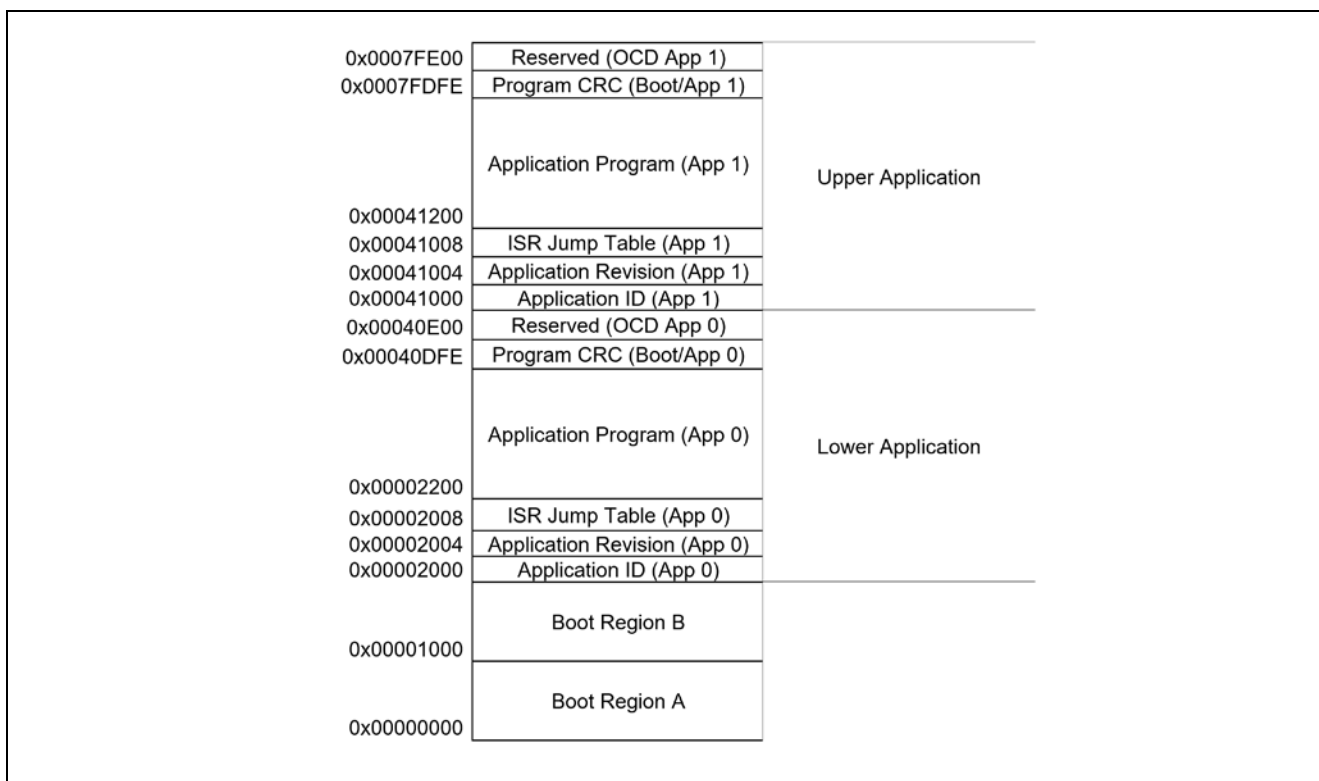 0x0007FE00 Reserved (OCD App 1)
0x0007FDFE Program CRC (Boot/App 1)
Application Program (App 1)
Upper Application
0x00041200
0x00041008 ISR Jump Table (App 1)
0x00041004 Application Revision (App 1)
0x00041000 Application ID (App 1)
0x00040E00 Reserved (OCD App 0)
0x00040DFE Program CRC (Boot/App 0)
Application Program (App 0)
Lower Application
0x00002200
0x00002008 ISR Jump Table (App 0)
0x00002004 Application Revision (App 0)
0x00002000 Application ID (App 0)
Boot Region B
0x00001000
Boot Region A
0x00000000